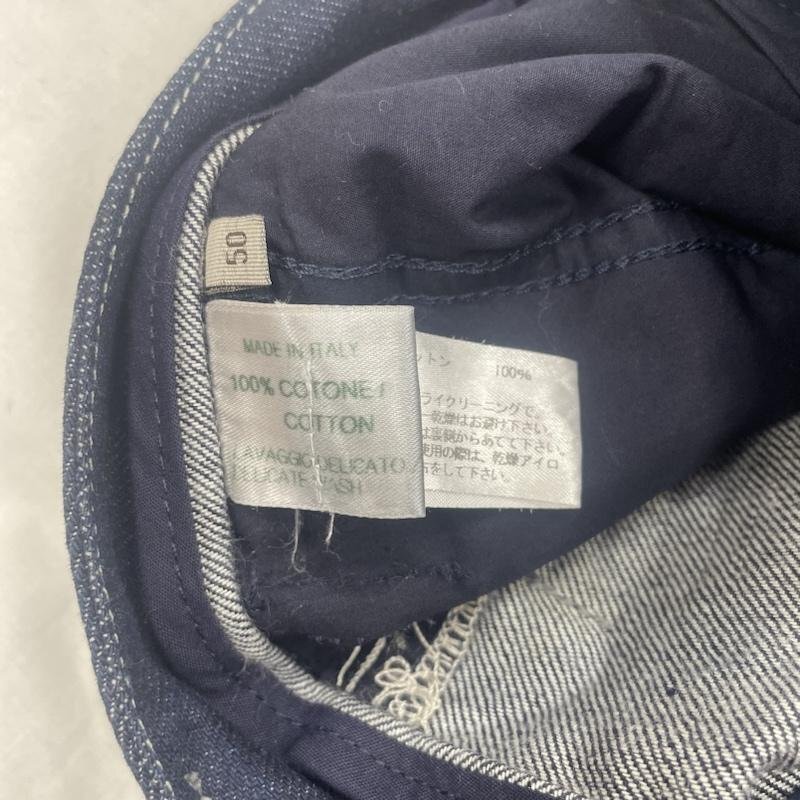 50
MADE IN ITALY
100% COTONE /
COTTON
LAVAGGIO DELICATO
DELICATE WASH
ットン 100%
ライクリーニングで。
乾燥はお避け下さい。
は裏側からあてて下さい。
使用の際は、乾燥アイロ
をして下さい。